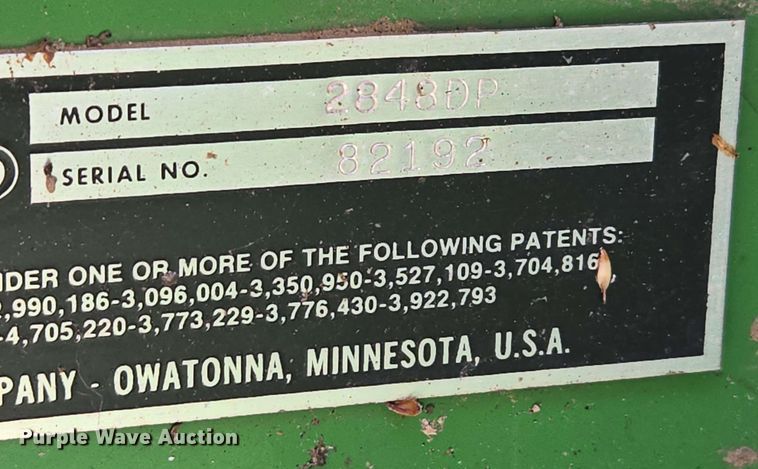 MODEL 2848DP
SERIAL NO. 82192
ONE OR MORE OF THE FOLLOWING PATENTS:
2,990,186-3,096,004-3,350,950-3,527,109-3,704,816
-4,705,220-3,773,229-3,776,430-3,922,793
PANY - OWATONNA, MINNESOTA, U.S.A.
Purple Wave Auction